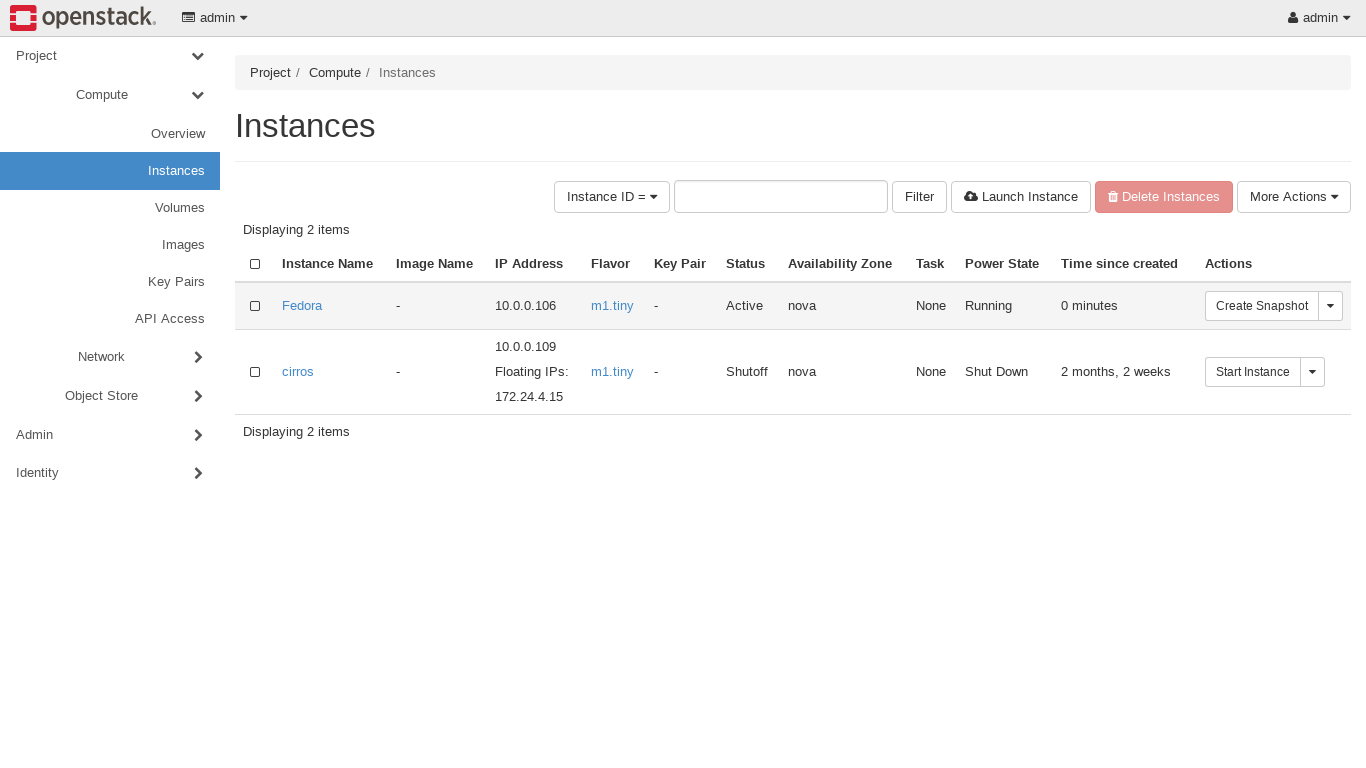 openstack. admin admin
Project
Compute
Overview
Instances
Volumes
Images
Key Pairs
API Access
Network
Object Store
Admin
Identity
Project / Compute / Instances
Instances
Instance ID = Filter Launch Instance Delete Instances More Actions
Displaying 2 items
Instance Name Image Name IP Address Flavor Key Pair Status Availability Zone Task Power State Time since created Actions
Fedora - 10.0.0.106 m1.tiny - Active nova None Running 0 minutes Create Snapshot
10.0.0.109
cirros - Floating IPs: m1.tiny - Shutoff nova None Shut Down 2 months, 2 weeks Start Instance
172.24.4.15
Displaying 2 items